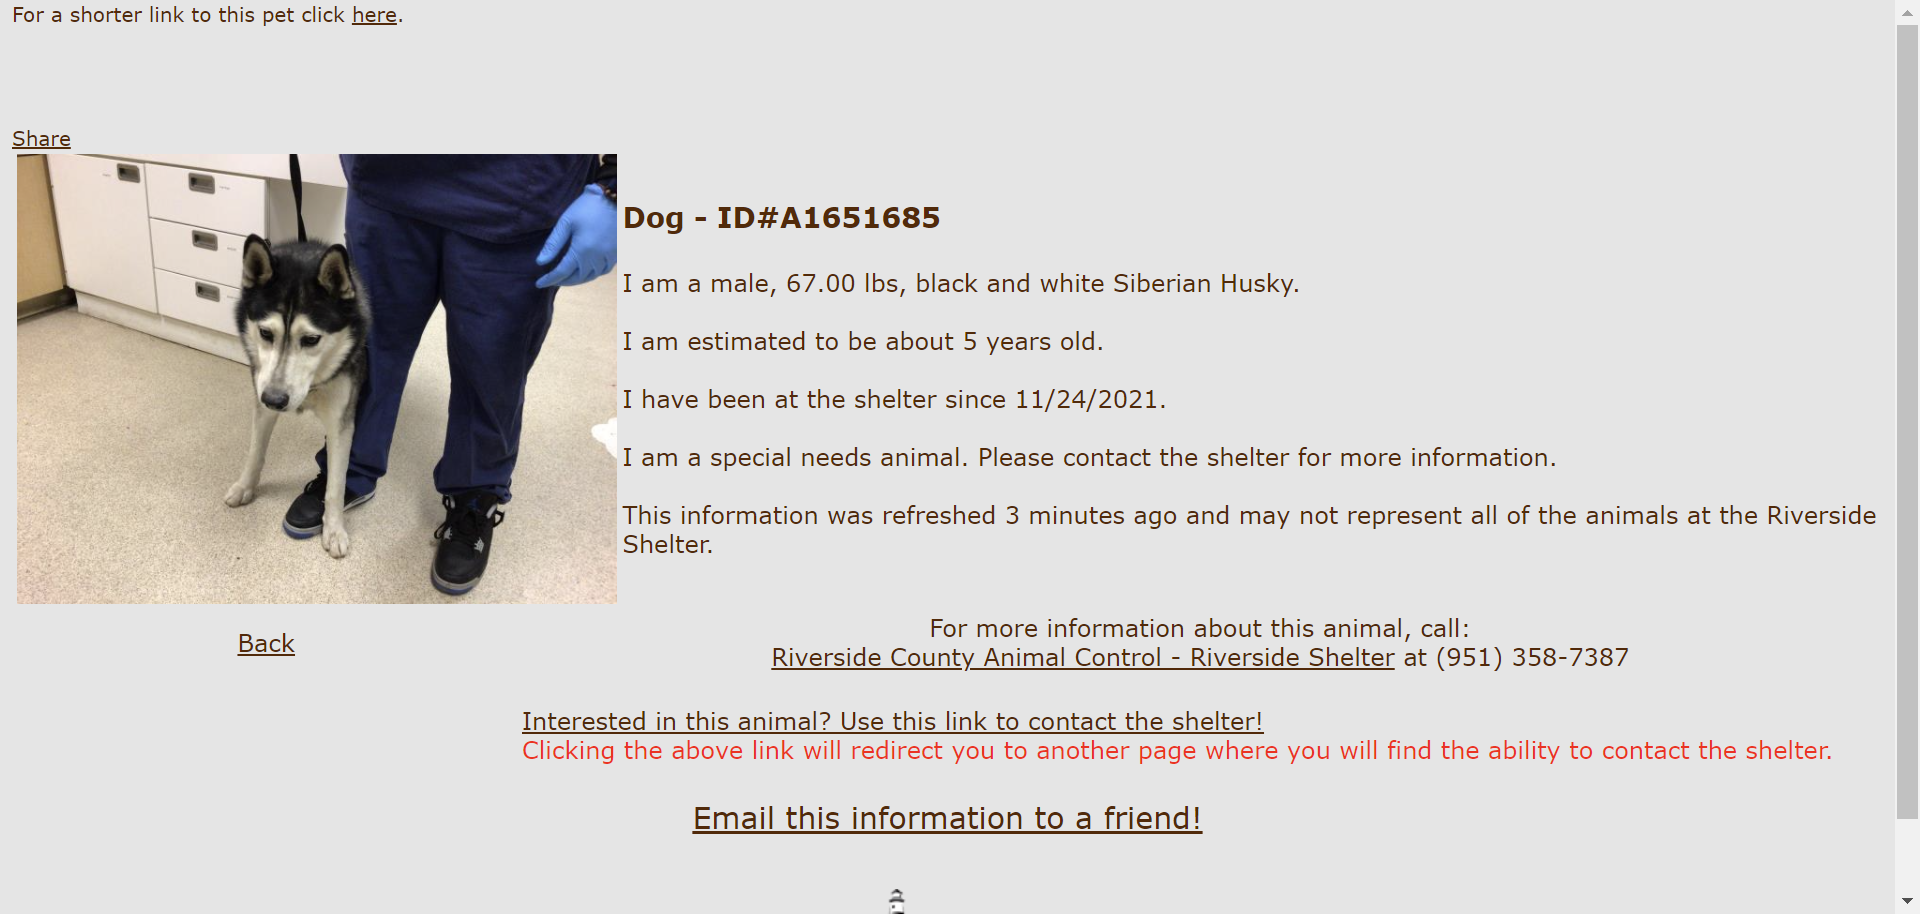 For a shorter link to this pet click here.
Share
Dog - ID#A1651685
I am a male, 67.00 lbs, black and white Siberian Husky.
I am estimated to be about 5 years old.
I have been at the shelter since 11/24/2021.
I am a special needs animal. Please contact the shelter for more information.
This information was refreshed 3 minutes ago and may not represent all of the animals at the Riverside
Shelter.
Back
For more information about this animal, call:
Riverside County Animal Control - Riverside Shelter at (951) 358-7387
Interested in this animal? Use this link to contact the shelter!
Clicking the above link will redirect you to another page where you will find the ability to contact the shelter.
Email this information to a friend!